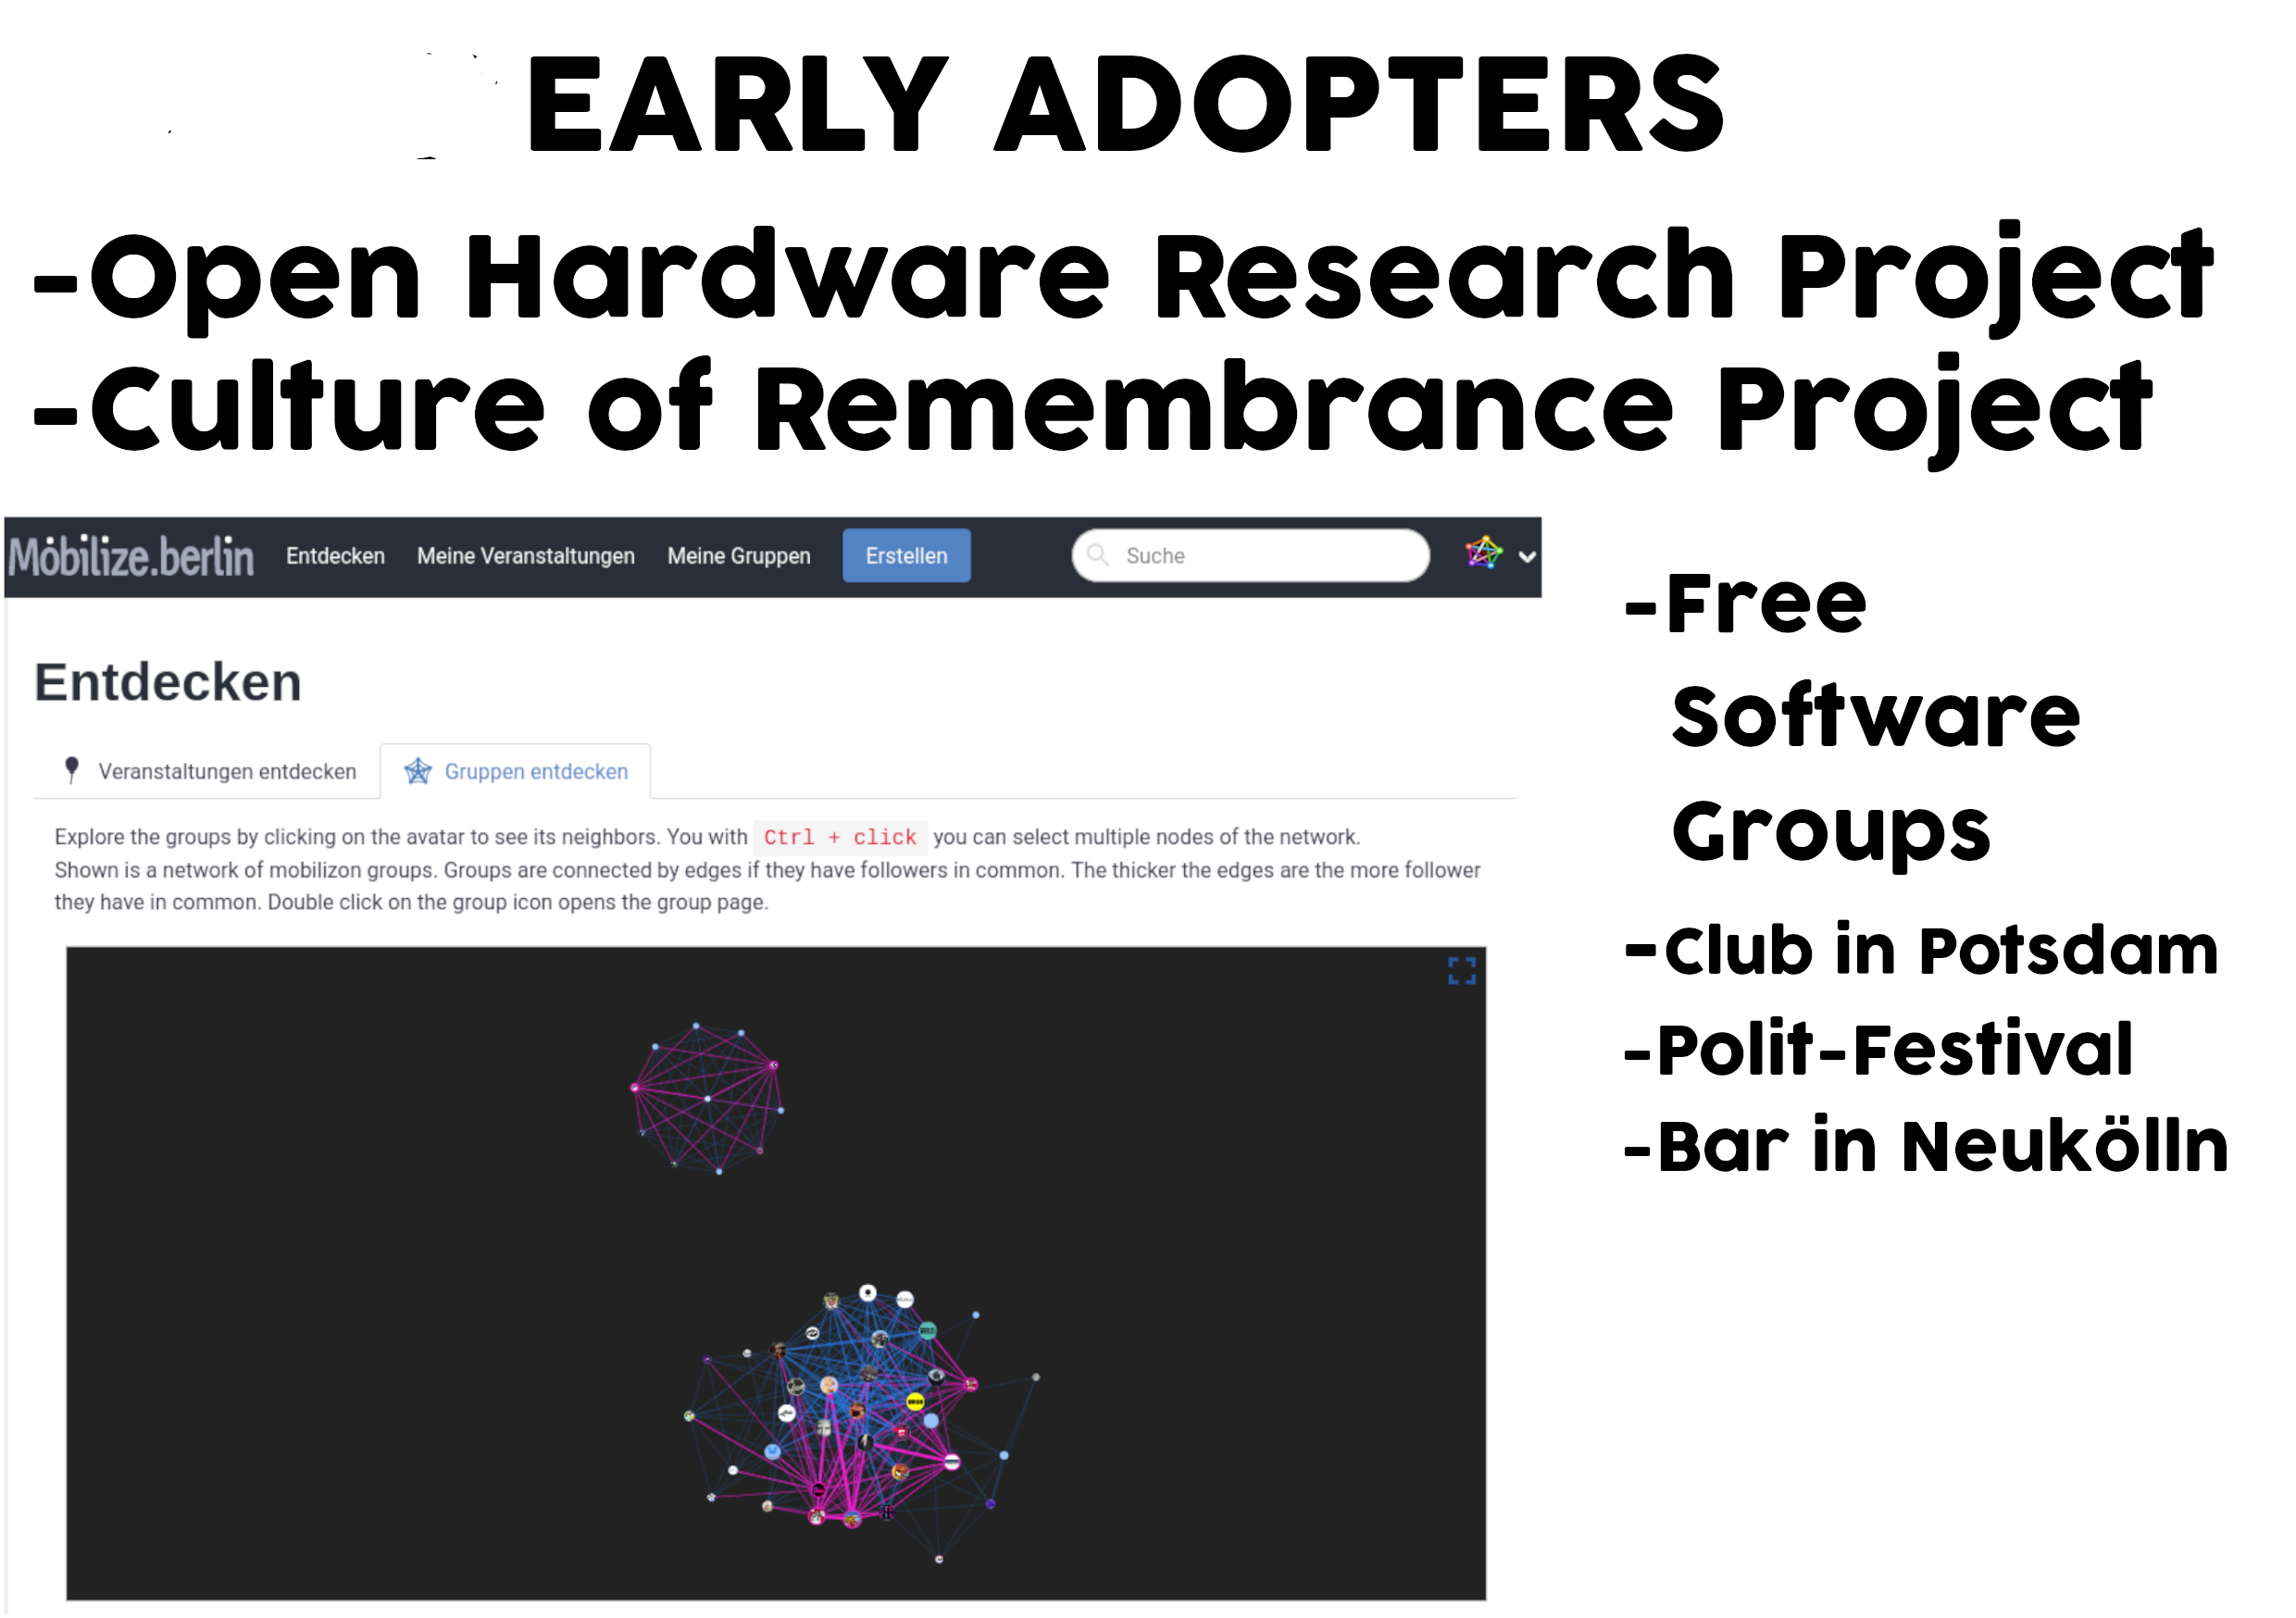 EARLY ADOPTERS
-Open Hardware Research Project
-Culture of Remembrance Project
Mobilize.berlin Entdecken Meine Veranstaltungen Meine Gruppen Erstellen Suche
Entdecken
Veranstaltungen entdecken Gruppen entdecken
Explore the groups by clicking on the avatar to see its neighbors. You with Ctrl + click you can select multiple nodes of the network.
Shown is a network of mobilizon groups. Groups are connected by edges if they have followers in common. The thicker the edges are the more follower
they have in common. Double click on the group icon opens the group page.
-Free
Software
Groups
-Club in Potsdam
-Polit-Festival
-Bar in Neukölln